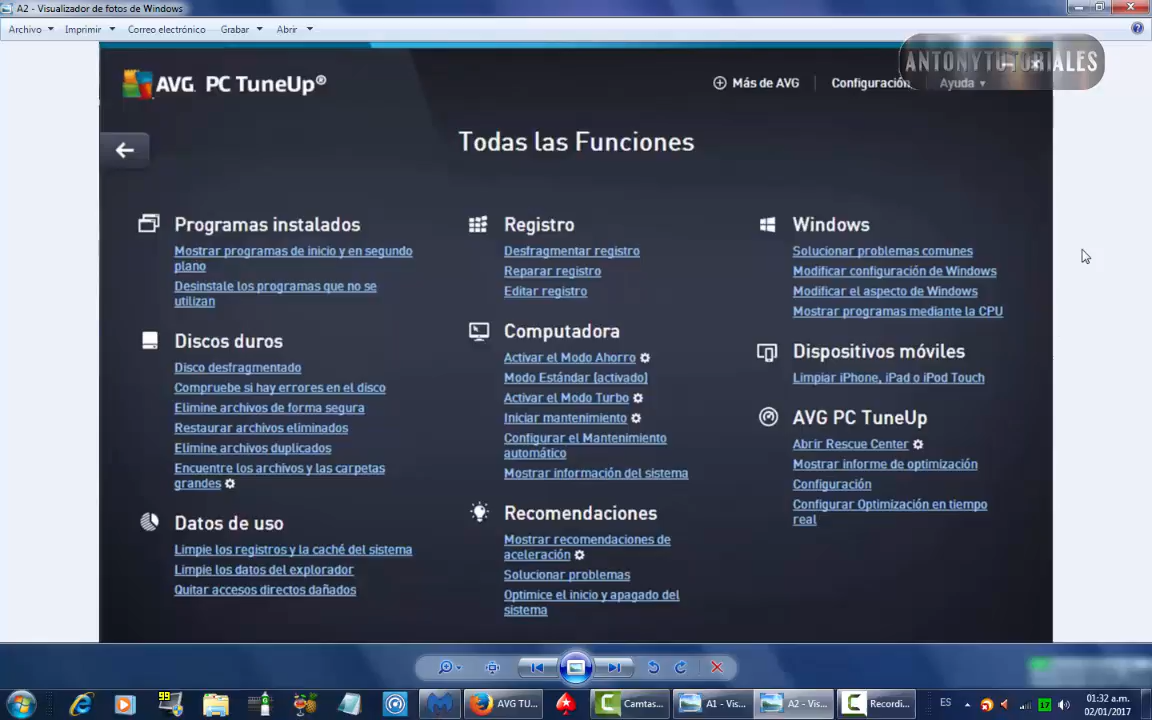 A2 - Visualizador de fotos de Windows
Archivo Imprimir Correo electrónico Grabar Abrir
ANTONYTUTORIALES
AVG PC TuneUp®
Más de AVG
Configuración
Ayuda
Todas las Funciones
Programas instalados
Mostrar programas de inicio y en segundo
plano
Desinstale los programas que no se
utilizan
Discos duros
Disco desfragmentado
Compruebe si hay errores en el disco
Elimine archivos de forma segura
Restaurar archivos eliminados
Elimine archivos duplicados
Encuentre los archivos y las carpetas
grandes
Datos de uso
Limpie los registros y la caché del sistema
Limpie los datos del explorador
Quitar accesos directos dañados
Registro
Desfragmentar registro
Reparar registro
Editar registro
Computadora
Activar el Modo Ahorro
Modo Estándar (activado)
Activar el Modo Turbo
Iniciar mantenimiento
Configurar el Mantenimiento
automático
Mostrar información del sistema
Recomendaciones
Mostrar recomendaciones de
aceleración
Solucionar problemas
Optimice el inicio y apagado del
sistema
Windows
Solucionar problemas comunes
Modificar configuración de Windows
Modificar el aspecto de Windows
Mostrar programas mediante la CPU
Dispositivos móviles
Limpiar iPhone, iPad o iPod Touch
AVG PC TuneUp
Abrir Rescue Center
Mostrar informe de optimización
Configuración
Configurar Optimización en tiempo
real
99
AVG TU...
Camtas...
A1 - Vis...
A2 - Vis...
Recordi...
ES
17
01:32 a.m.
02/01/2017